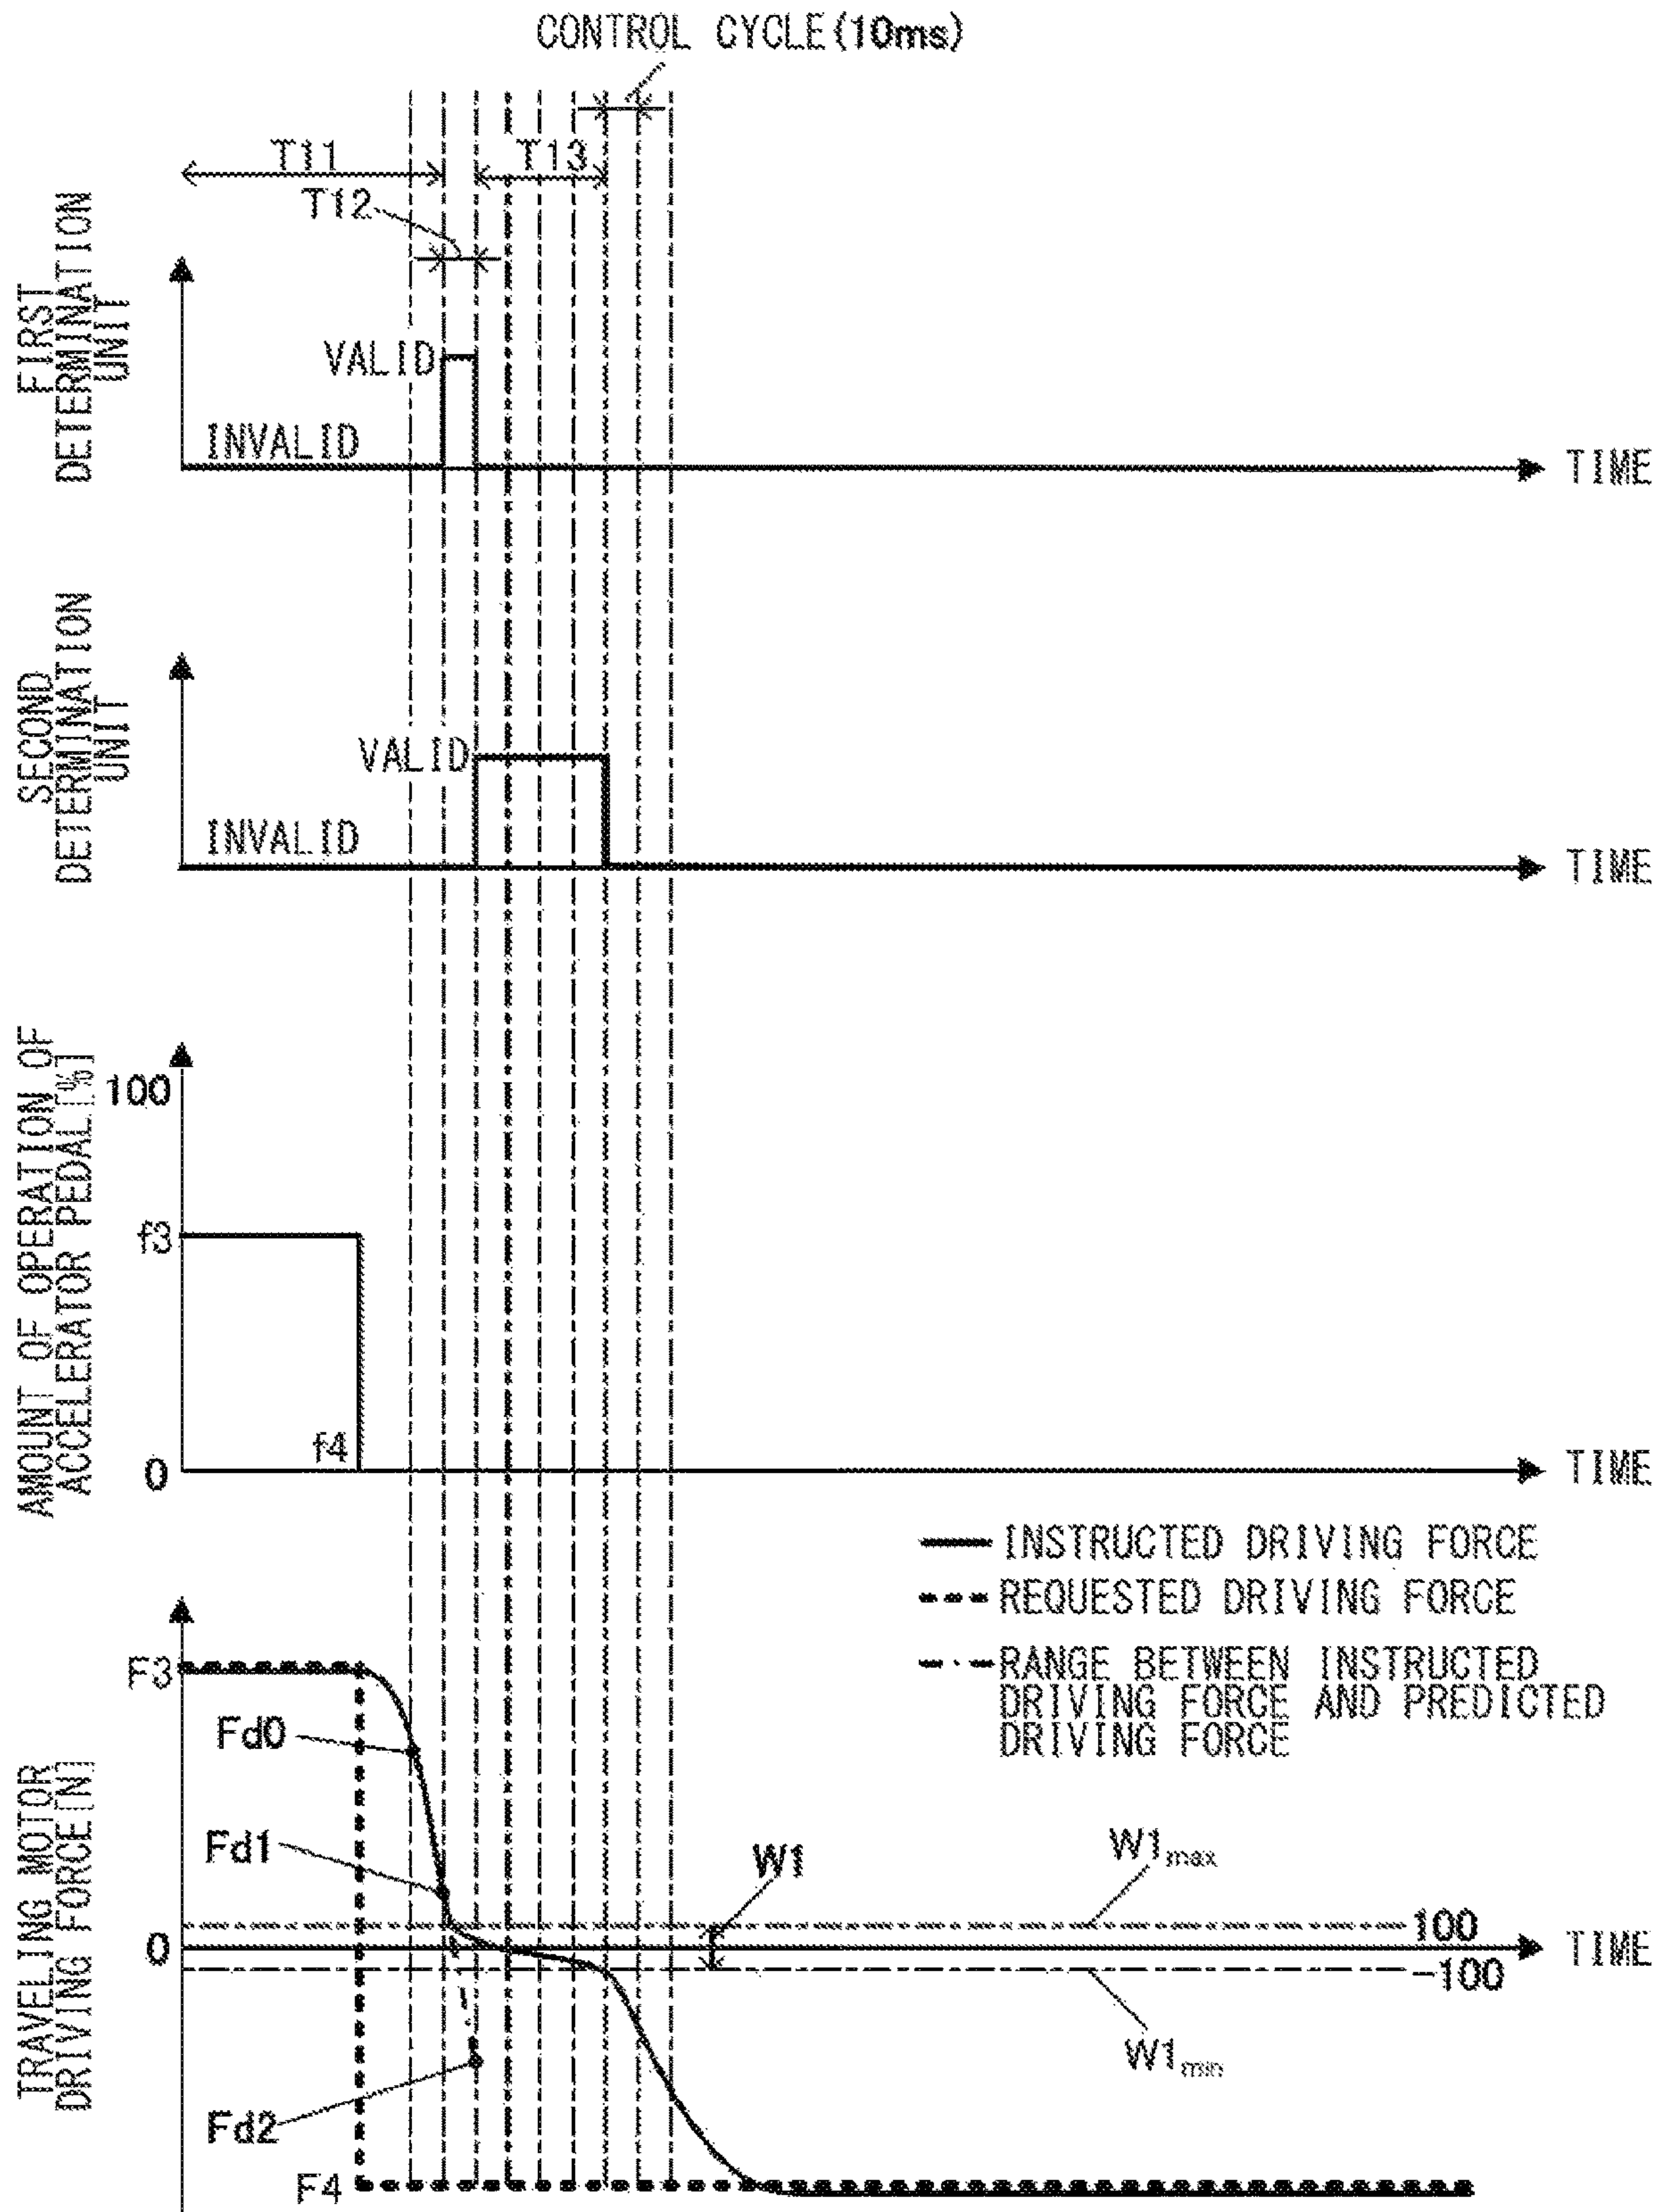 CONTROL CYCLE(10ms)
T11
T13
T12
FIRST
DETERMINATION
UNIT
VALID
INVALID
TIME
SECOND
DETERMINATION
UNIT
VALID
INVALID
TIME
AMOUNT OF OPERATION OF
ACCELERATOR PEDAL[%]
100
f3
f4
0
TIME
INSTRUCTED DRIVING FORCE
REQUESTED DRIVING FORCE
RANGE BETWEEN INSTRUCTED
DRIVING FORCE AND PREDICTED
DRIVING FORCE
TRAVELING MOTOR
DRIVING FORCE[N]
F3
Fd0
Fd1
W1
W1max
100
0
TIME
-100
W1min
Fd2
F4